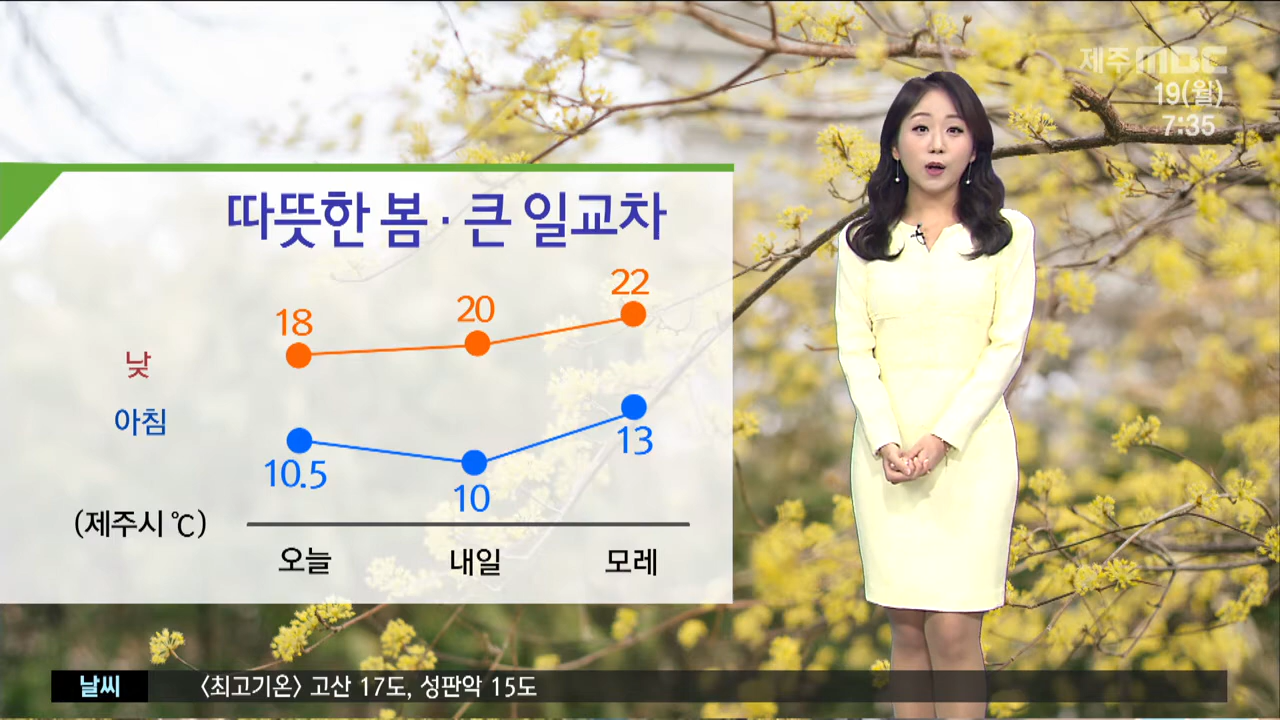 제주MBC
19(월)
7:35
따뜻한 봄·큰 일교차
18 20 22
낮
아침
10.5 10 13
(제주시 ℃)
오늘 내일 모레
날씨 〈최고기온〉 고산 17도, 성판악 15도